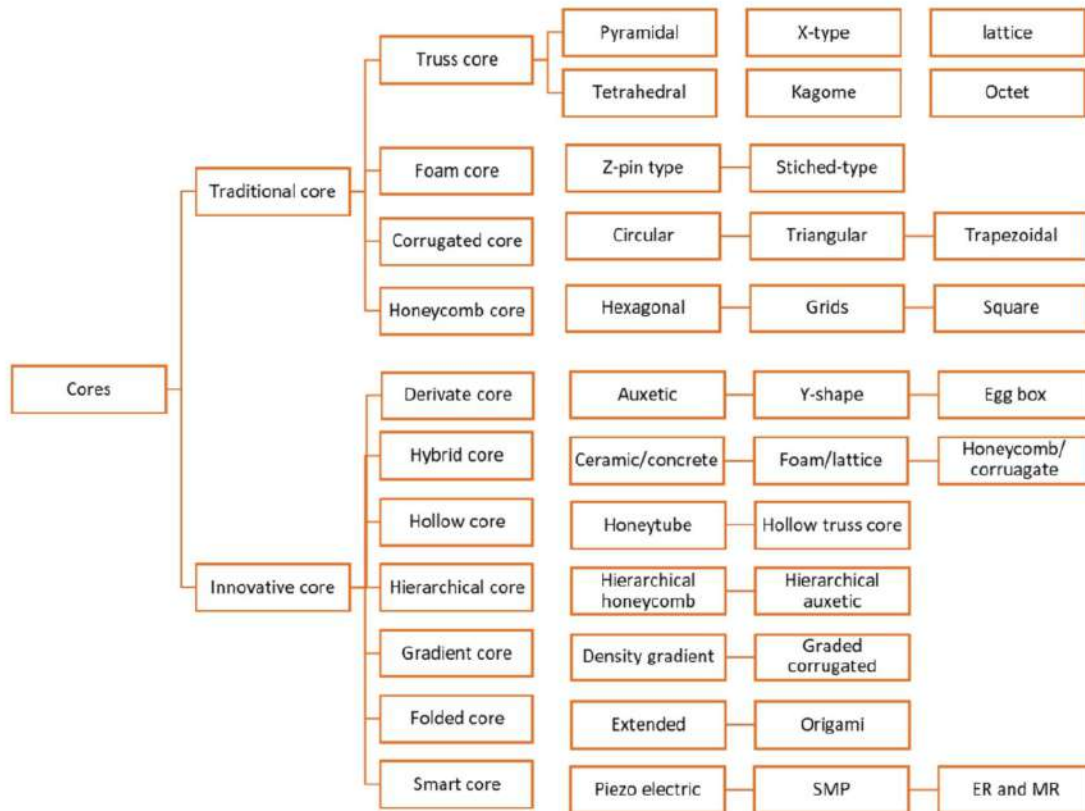 Pyramidal
X-type
lattice
Truss core
Tetrahedral
Kagome
Octet
Foam core
Z-pin type
Stiched-type
Traditional core
Corrugated core
Circular
Triangular
Trapezoidal
Honeycomb core
Hexagonal
Grids
Square
Cores
Derivate core
Auxetic
Y-shape
Egg box
Hybrid core
Ceramic/concrete
Foam/lattice
Honeycomb/
corruagate
Hollow core
Honeytube
Hollow truss core
Innovative core
Hierarchical core
Hierarchical
honeycomb
Hierarchical
auxetic
Gradient core
Density gradient
Graded
corrugated
Folded core
Extended
Origami
Smart core
Piezo electric
SMP
ER and MR